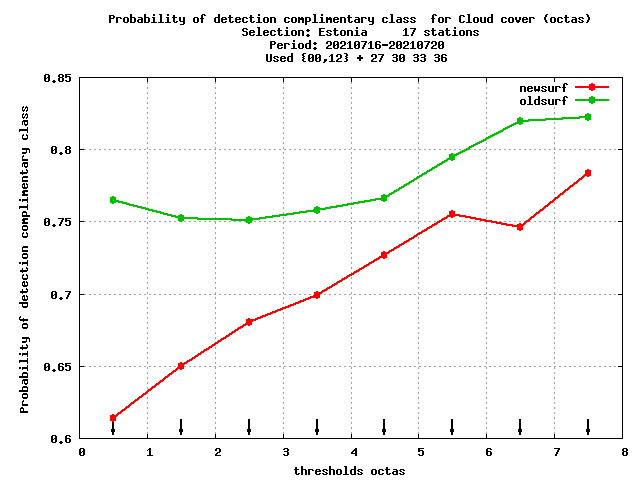 Probability of detection complimentary class  for Cloud cover (octas)
Selection: Estonia     17 stations
Period: 20210716-20210720
Used {00,12} + 27 30 33 36
newsurf
oldsurf
Probability of detection complimentary class
0.85
0.8
0.75
0.7
0.65
0.6
0 1 2 3 4 5 6 7 8
thresholds octas